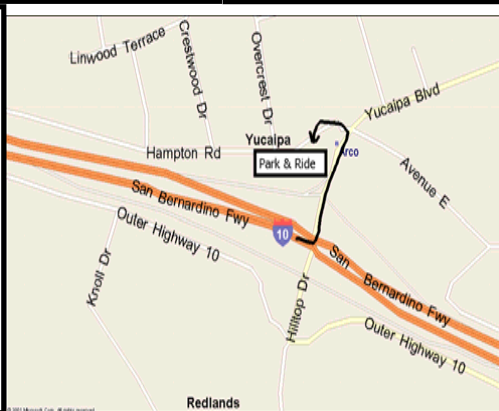 Linwood Terrace
Crestwood Dr
Overcrest Dr
Yucaipa Blvd
Hampton Rd
Yucaipa
Park & Ride
Arco
Avenue E
San Bernardino Fwy
Outer Highway 10
10
San Bernardino Fwy
Knoll Dr
Hilltop Dr
Outer Highway 10
Redlands